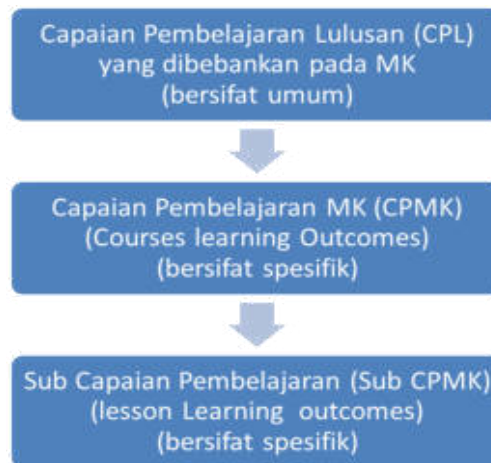 Capaian Pembelajaran Lulusan (CPL)
yang dibebankan pada MK
(bersifat umum)
Capaian Pembelajaran MK (CPMK)
(Courses learning Outcomes)
(bersifat spesifik)
Sub Capaian Pembelajaran (Sub CPMK)
(lesson Learning outcomes)
(bersifat spesifik)